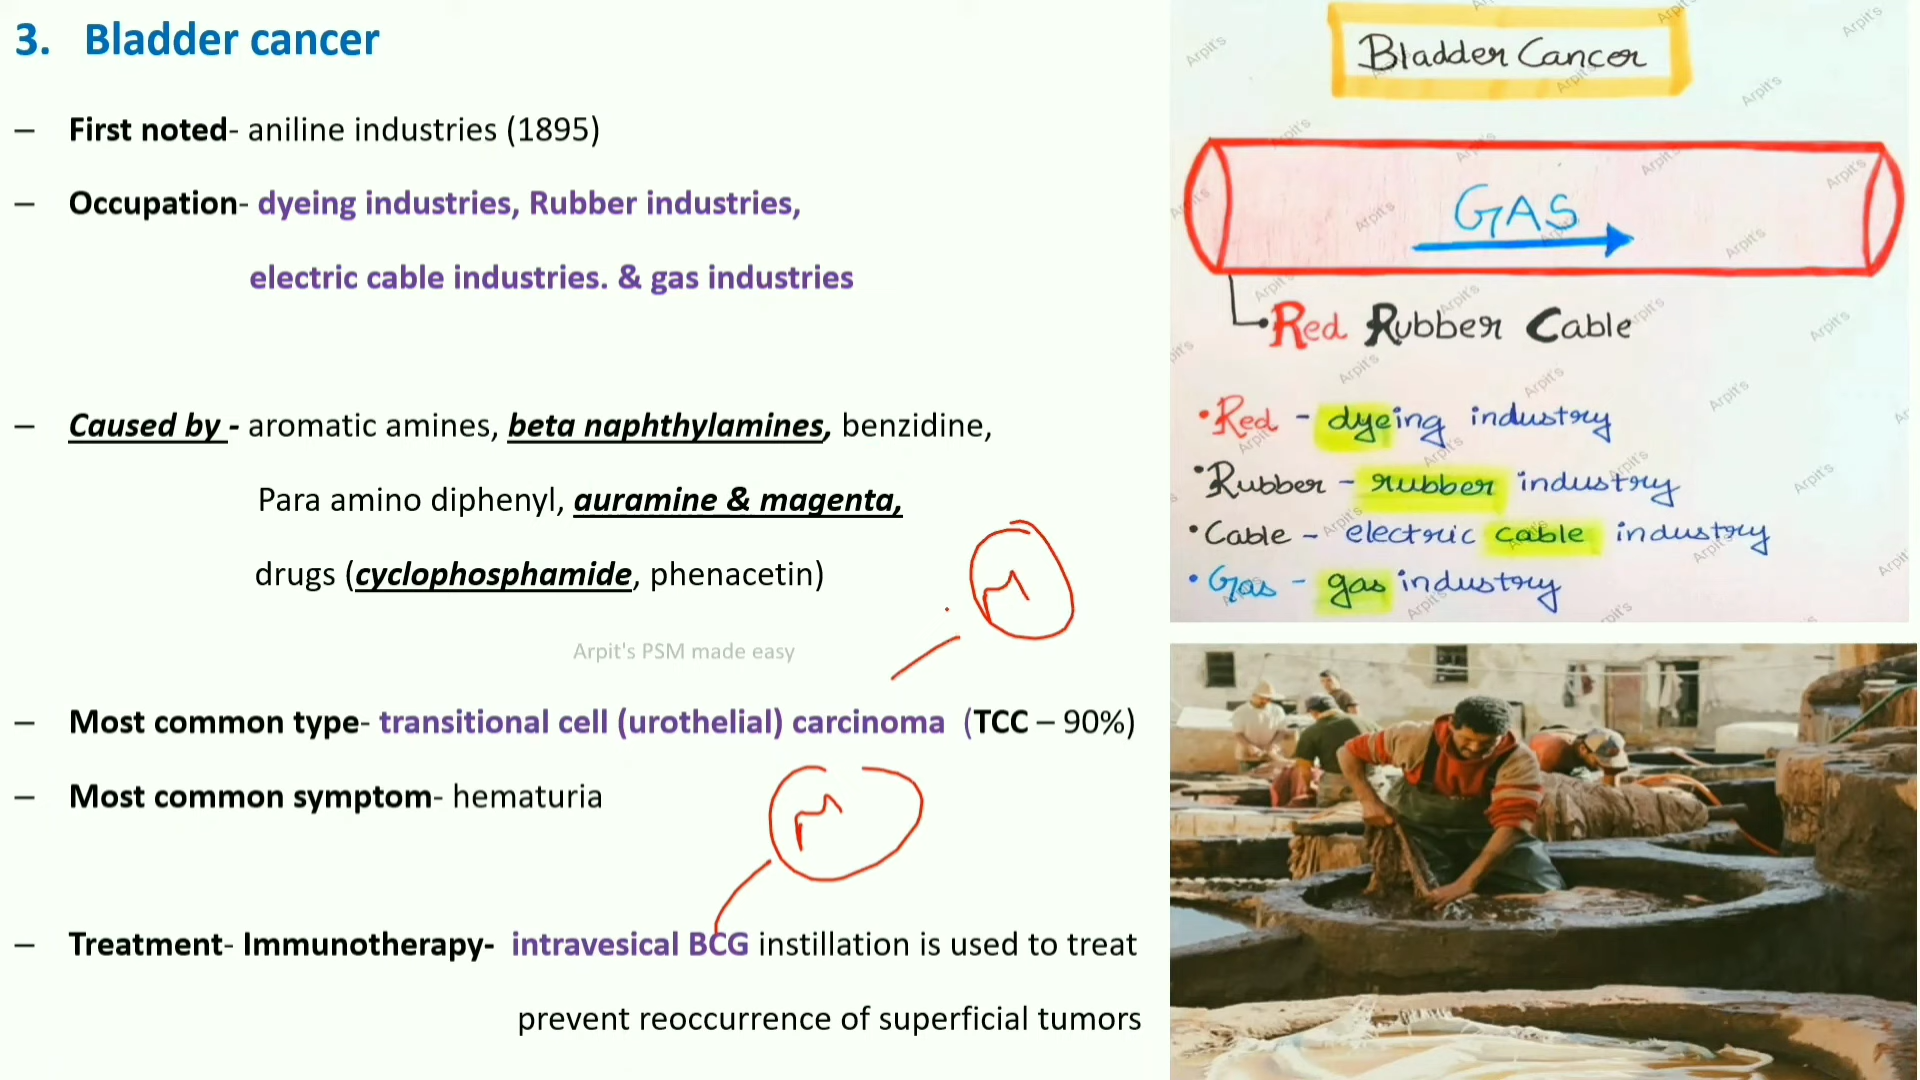 3. Bladder cancer
– First noted- aniline industries (1895)
– Occupation- dyeing industries, Rubber industries,
electric cable industries. & gas industries
– Caused by - aromatic amines, beta naphthylamines, benzidine,
Para amino diphenyl, auramine & magenta,
drugs (cyclophosphamide, phenacetin)
M
Arpit's PSM made easy
– Most common type- transitional cell (urothelial) carcinoma (TCC – 90%)
– Most common symptom- hematuria
M
– Treatment- Immunotherapy- intravesical BCG instillation is used to treat
prevent reoccurrence of superficial tumors
Bladder Cancer
GAS
Red Rubber Cable
•Red - dyeing industry
•Rubber - rubber industry
•Cable - electric cable industry
•Gas - gas industry
Arpit's